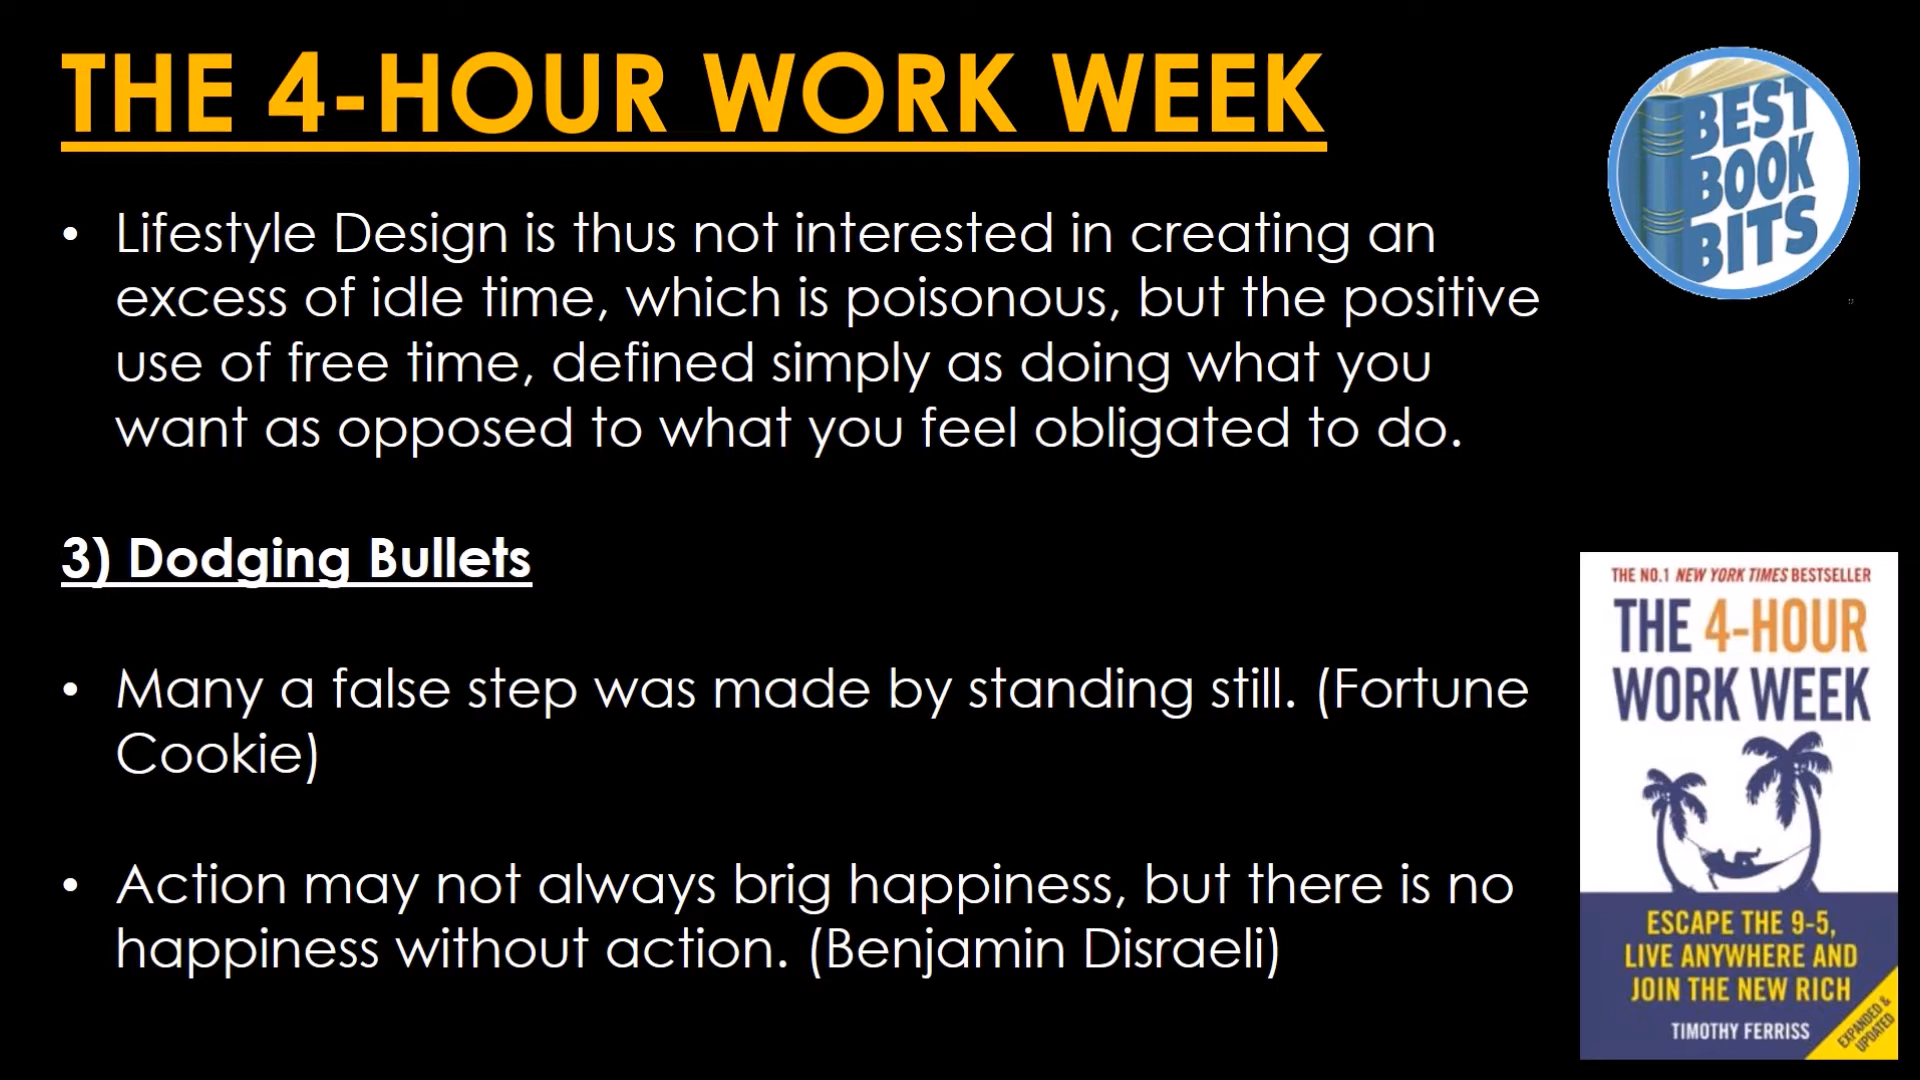 THE 4-HOUR WORK WEEK
BEST
BOOK
BITS
• Lifestyle Design is thus not interested in creating an
excess of idle time, which is poisonous, but the positive
use of free time, defined simply as doing what you
want as opposed to what you feel obligated to do.
3) Dodging Bullets
• Many a false step was made by standing still. (Fortune
Cookie)
• Action may not always brig happiness, but there is no
happiness without action. (Benjamin Disraeli)
THE NO.1 NEW YORK TIMES BESTSELLER
THE 4-HOUR
WORK WEEK
ESCAPE THE 9-5,
LIVE ANYWHERE AND
JOIN THE NEW RICH
TIMOTHY FERRISS
EXPANDED &
UPDATED